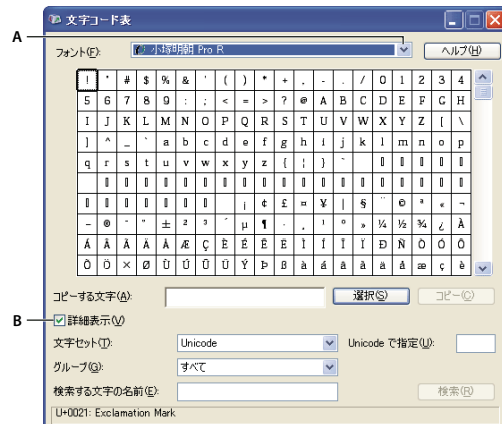 文字コード表
A
フォント(F): 小塚明朝 Pro R ヘルプ(H)
! " # $ % & ' ( ) * + , - . / 0 1 2 3 4
5 6 7 8 9 : ; < = > ? @ A B C D E F G H
I J K L M N O P Q R S T U V W X Y Z [ \
] ^ _ ` a b c d e f g h i j k l m n o p
q r s t u v w x y z { | } ~
¡ ¢ £ ¤ ¥ | § ¨ © ª « ¬
- ® ¯ ° ± ² ³ ´ µ ¶ · ¸ ¹ º » ¼ ½ ¾ ¿ À
Á Â Ã Ä Å Æ Ç È É Ê Ë Ì Í Î Ï Ð Ñ Ò Ó Ô
Õ Ö × Ø Ù Ú Û Ü Ý Þ ß à á â ã ä å æ ç è
コピーする文字(A): 選択(S) コピー(C)
B
詳細表示(V)
文字セット(T): Unicode Unicode で指定(U):
グループ(G): すべて
検索する文字の名前(E): 検索(R)
U+0021: Exclamation Mark